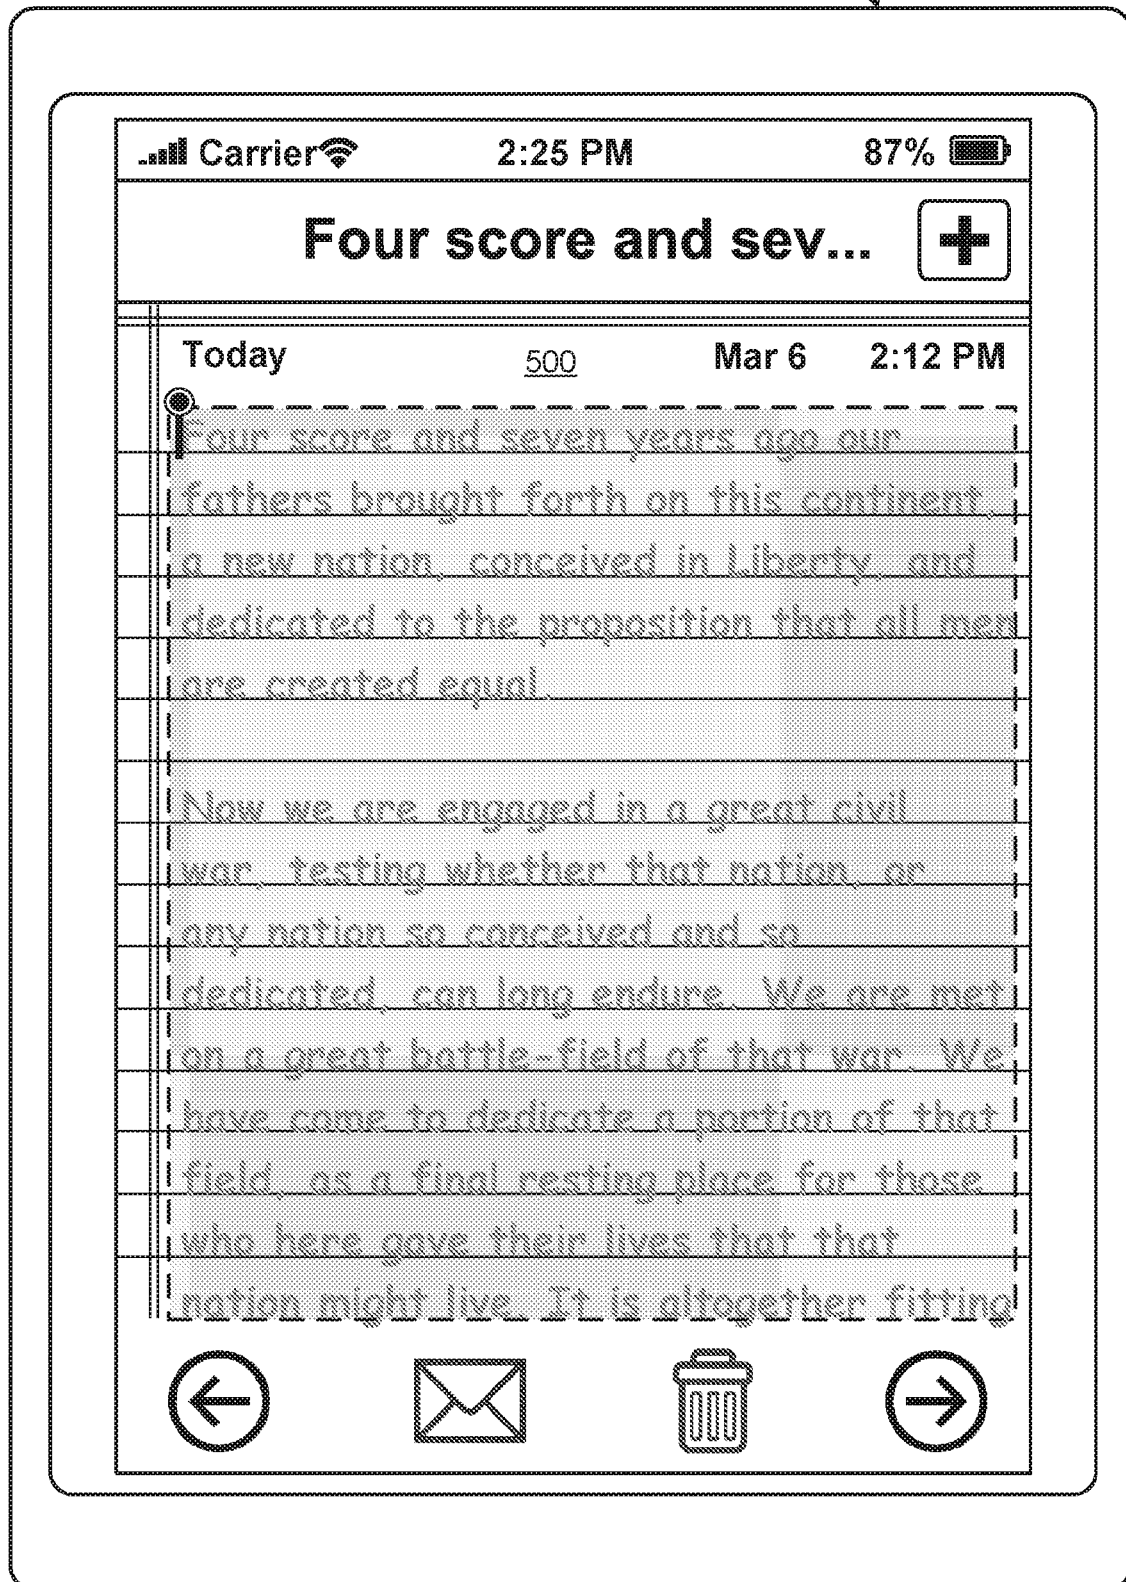 Carrier 2:25 PM 87%
Four score and sev...
Today 500 Mar 6 2:12 PM
Four score and seven years ago our
fathers brought forth on this continent,
a new nation, conceived in Liberty, and
dedicated to the proposition that all men
are created equal.
Now we are engaged in a great civil
war, testing whether that nation, or
any nation so conceived and so
dedicated, can long endure. We are met
on a great battle-field of that war. We
have come to dedicate a portion of that
field, as a final resting place for those
who here gave their lives that that
nation might live. It is altogether fitting